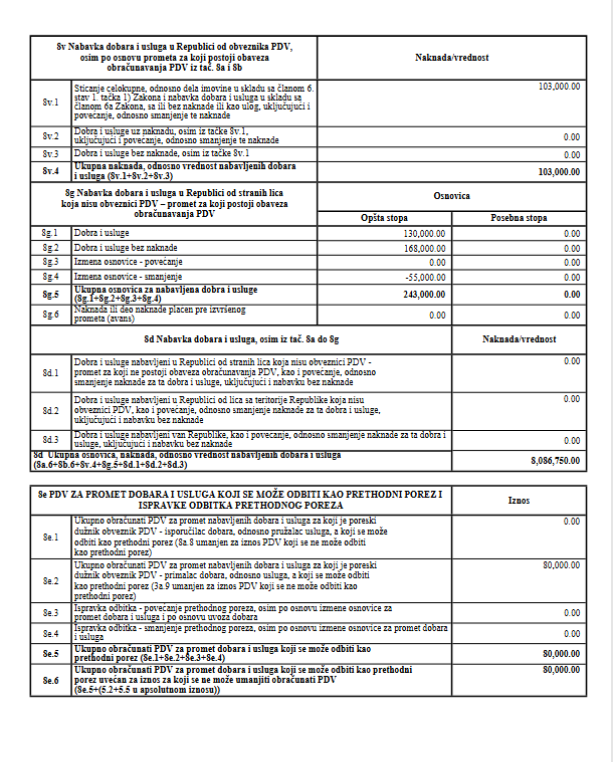 8v Nabavka dobara i usluga u Republici od obveznika PDV,
osim po osnovu prometa za koji postoji obaveza
obračunavanja PDV iz tač. 8a i 8b
Naknada/vrednost
8v.1
Sticanje celokupne, odnosno dela imovine u skladu sa članom 6.
stav 1. tačka 1) Zakona i nabavka dobara i usluga u skladu sa
članom 6a Zakona, sa ili bez naknade ili kao ulog, uključujući i
povećanje, odnosno smanjenje te naknade
103,000.00
8v.2
Dobra i usluge uz naknadu, osim iz tačke 8v.1,
uključujući i povećanje, odnosno smanjenje te naknade
0.00
8v.3
Dobra i usluge bez naknade, osim iz tačke 8v.1
0.00
8v.4
Ukupna naknada, odnosno vrednost nabavljenih dobara
i usluga (8v.1+8v.2+8v.3)
103,000.00
8g Nabavka dobara i usluga u Republici od stranih lica
koja nisu obveznici PDV – promet za koji postoji obaveza
obračunavanja PDV
Osnovica
Opšta stopa
Posebna stopa
8g.1
Dobra i usluge
130,000.00
0.00
8g.2
Dobra i usluge bez naknade
168,000.00
0.00
8g.3
Izmena osnovice - povećanje
0.00
0.00
8g.4
Izmena osnovice - smanjenje
-55,000.00
0.00
8g.5
Ukupna osnovica za nabavljena dobra i usluge
(8g.1+8g.2+8g.3+8g.4)
243,000.00
0.00
8g.6
Naknada ili deo naknade placen pre izvršenog
prometa (avans)
0.00
0.00
8d Nabavka dobara i usluga, osim iz tač. 8a do 8g
Naknada/vrednost
8d.1
Dobra i usluge nabavljeni u Republici od stranih lica koja nisu obveznici PDV -
promet za koji ne postoji obaveza obračunavanja PDV, kao i povećanje, odnosno
smanjenje naknade za ta dobra i usluge, uključujući i nabavku bez naknade
0.00
8d.2
Dobra i usluge nabavljeni u Republici od lica sa teritorije Republike koja nisu
obveznici PDV, kao i povećanje, odnosno smanjenje naknade za ta dobra i usluge,
uključujući i nabavku bez naknade
0.00
8d.3
Dobra i usluge nabavljeni van Republike, kao i povecanje, odnosno smanjenje naknade za ta dobra i
usluge, uključujući i nabavku bez naknade
0.00
8d Ukupna osnovica, naknada, odnosno vrednost nabavljenih dobara i usluga
(8a.6+8b.6+8v.4+8g.5+8d.1+8d.2+8d.3)
8,086,750.00
8e PDV ZA PROMET DOBARA I USLUGA KOJI SE MOŽE ODBITI KAO PRETHODNI POREZ I
ISPRAVKE ODBITKA PRETHODNOG POREZA
Iznos
8e.1
Ukupno obračunati PDV za promet nabavljenih dobara i usluga za koji je poreski
dužnik obveznik PDV - isporučilac dobara, odnosno pružalac usluga, a koji se može
odbiti kao prethodni porez (8a.8 umanjen za iznos PDV koji se ne može odbiti
kao prethodni porez)
0.00
8e.2
Ukupno obračunati PDV za promet nabavljenih dobara i usluga za koji je poreski
dužnik obveznik PDV - primalac dobara, odnosno usluga, a koji se može odbiti
kao prethodni porez (3a.9 umanjen za iznos PDV koji se ne može odbiti kao
prethodni porez)
80,000.00
8e.3
Ispravka odbitka - povećanje prethodnog poreza, osim po osnovu izmene osnovice za
promet dobara i usluga i po osnovu uvoza dobara
0.00
8e.4
Ispravka odbitka - smanjenje prethodnog poreza, osim po osnovu izmene osnovice za promet dobara
i usluga
0.00
8e.5
Ukupno obračunati PDV za promet dobara i usluga koji se može odbiti kao
prethodni porez (8e.1+8e.2+8e.3+8e.4)
80,000.00
8e.6
Ukupno obračunati PDV za promet dobara i usluga koji se može odbiti kao prethodni
porez uvećan za iznos za koji se ne može umanjiti obračunati PDV
(8e.5+(5.2+5.5 u apsolutnom iznosu))
80,000.00